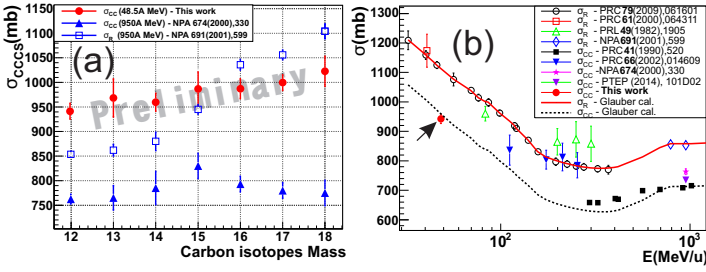 σCC (48.5A MeV) - This work
σCC (950A MeV) - NPA 674(2000),330
σR (950A MeV) - NPA 691(2001),599
(a)
Preliminary
σCCCS(mb)
1150
1100
1050
1000
950
900
850
800
750
700
12 13 14 15 16 17 18
Carbon isotopes Mass
(b)
σR - PRC79(2009),061601
σR - PRC61(2000),064311
σR - PRL49(1982),1905
σR - NPA691(2001),599
σCC - PRC 41(1990),520
σCC - PRC66(2002),014609
σCC-NPA674(2000),330
σCC - PTEP (2014), 101D02
σCC - This work
σR - Glauber cal.
σCC - Glauber cal.
σ(mb)
1300
1200
1100
1000
900
800
700
600
10² 10³
E(MeV/u)